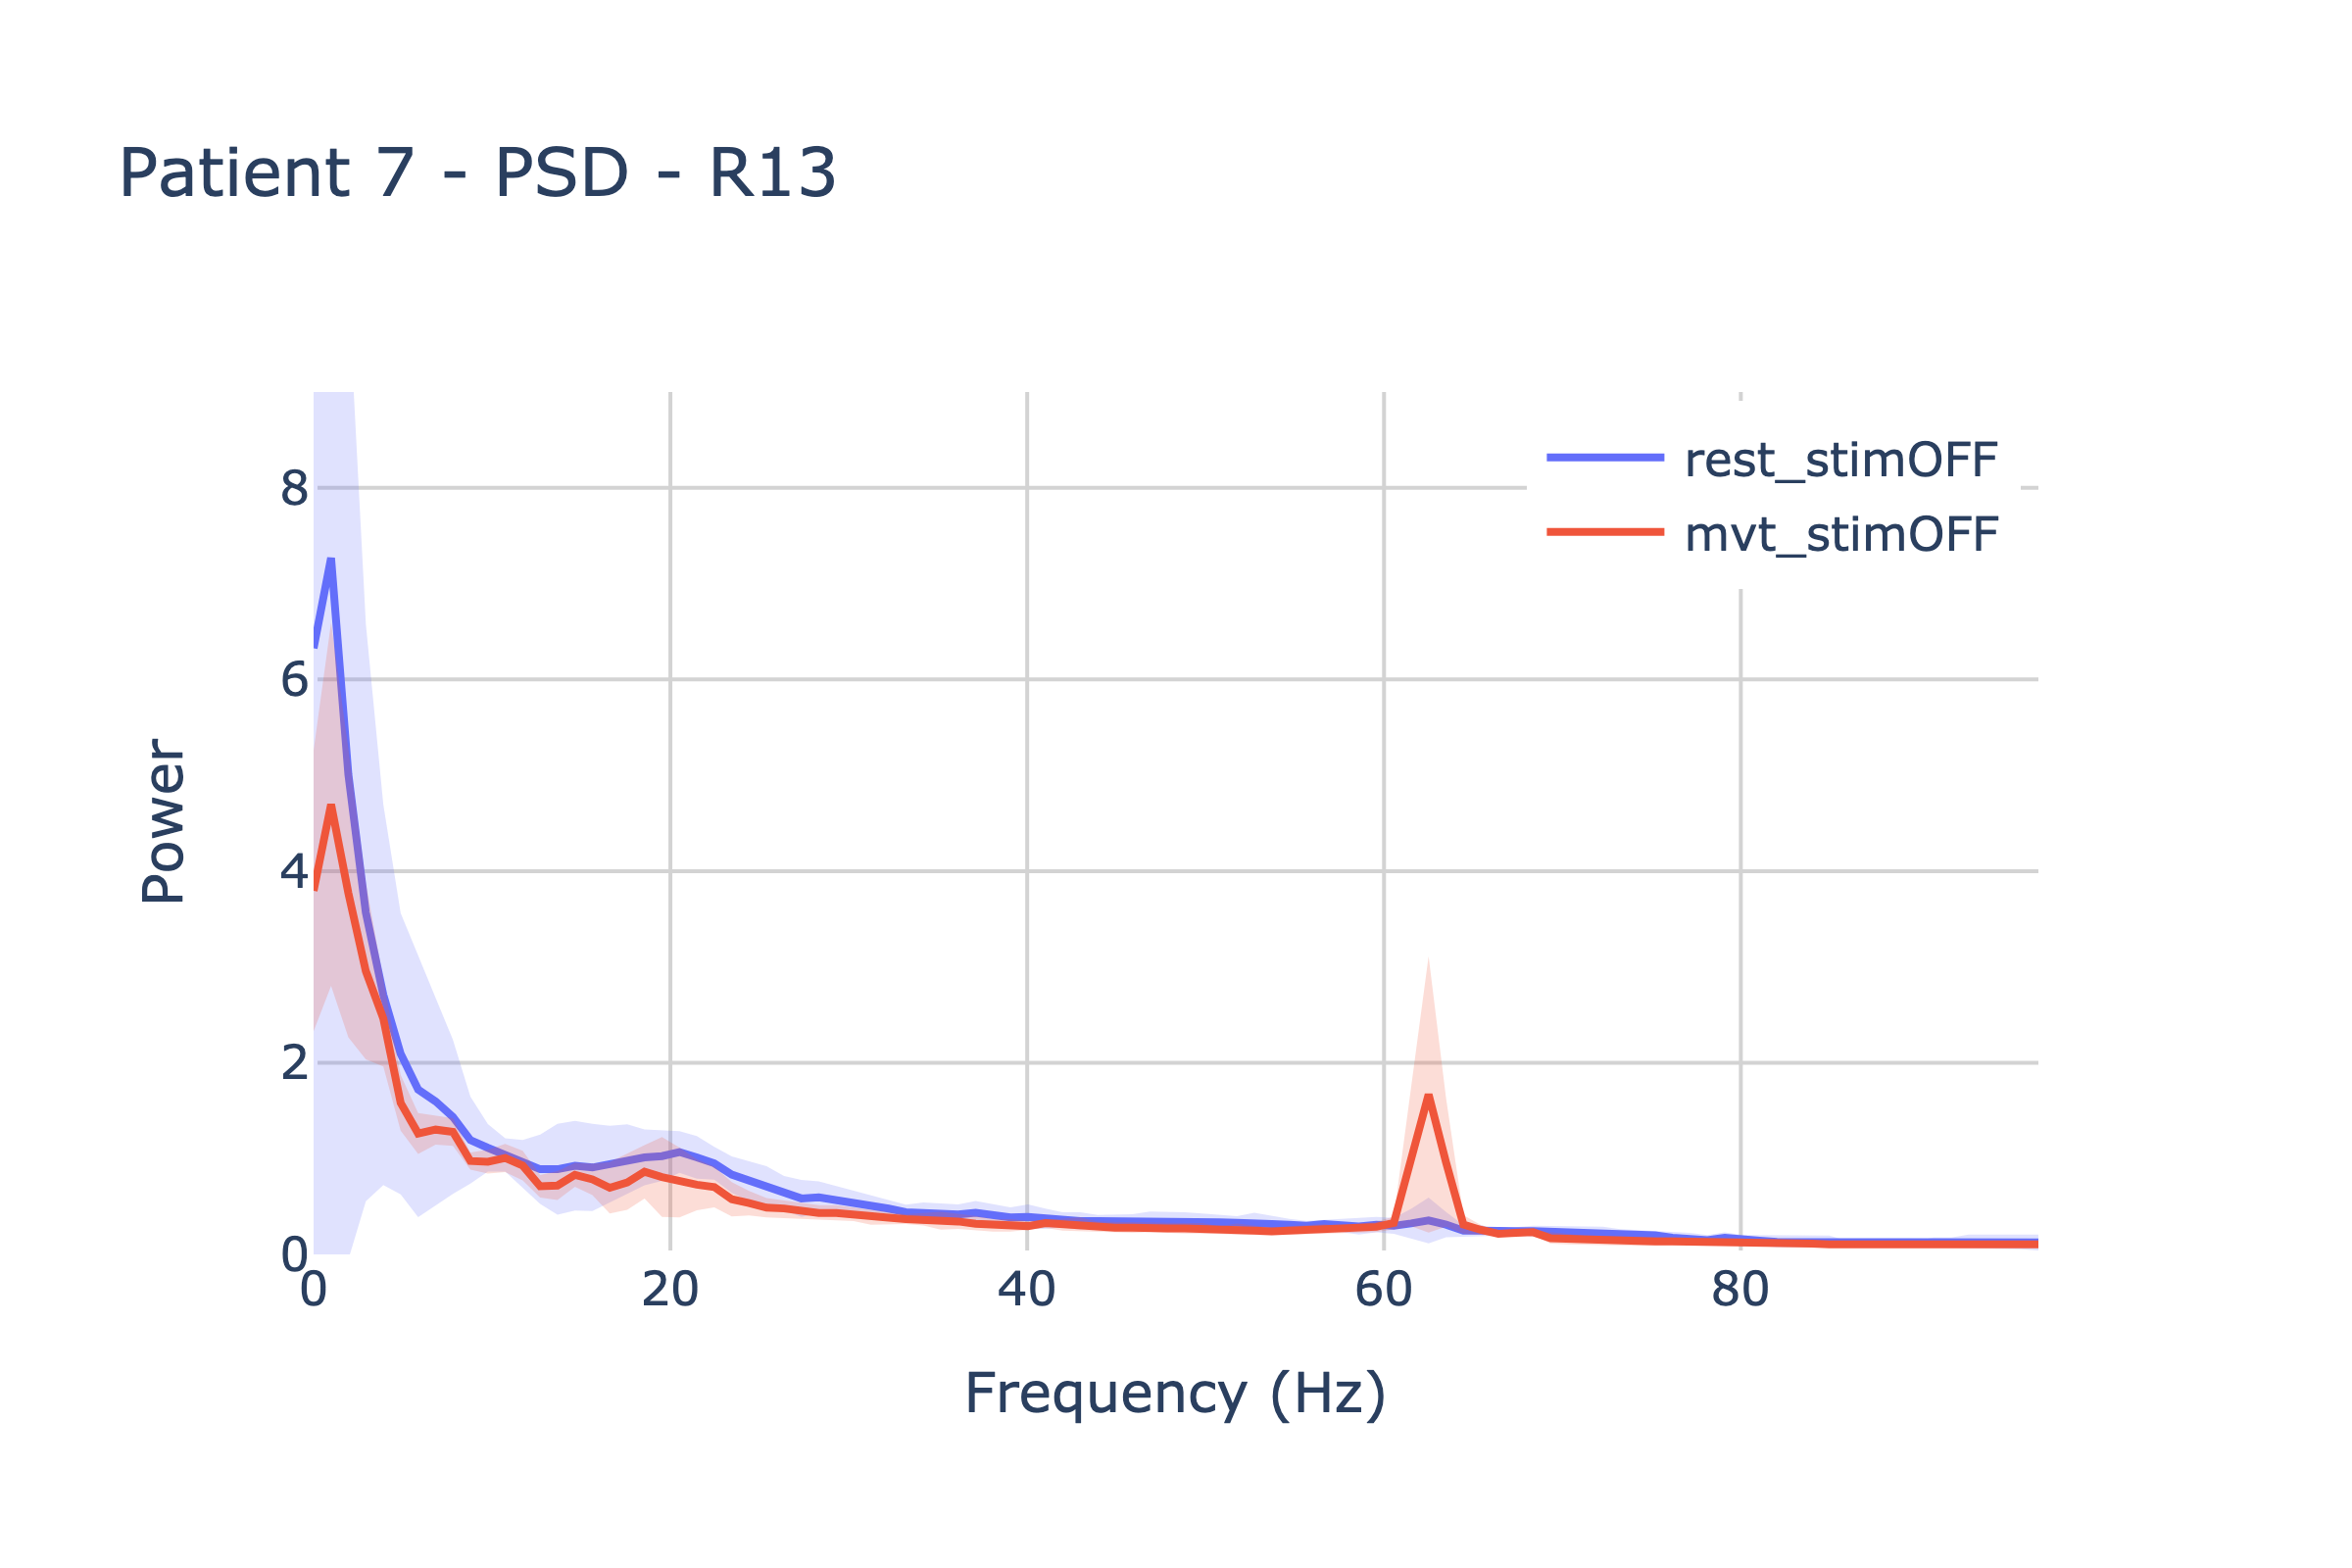 Patient 7 - PSD - R13
rest_stimOFF
mvt_stimOFF
8
6
4
2
0
Power
0 20 40 60 80
Frequency (Hz)